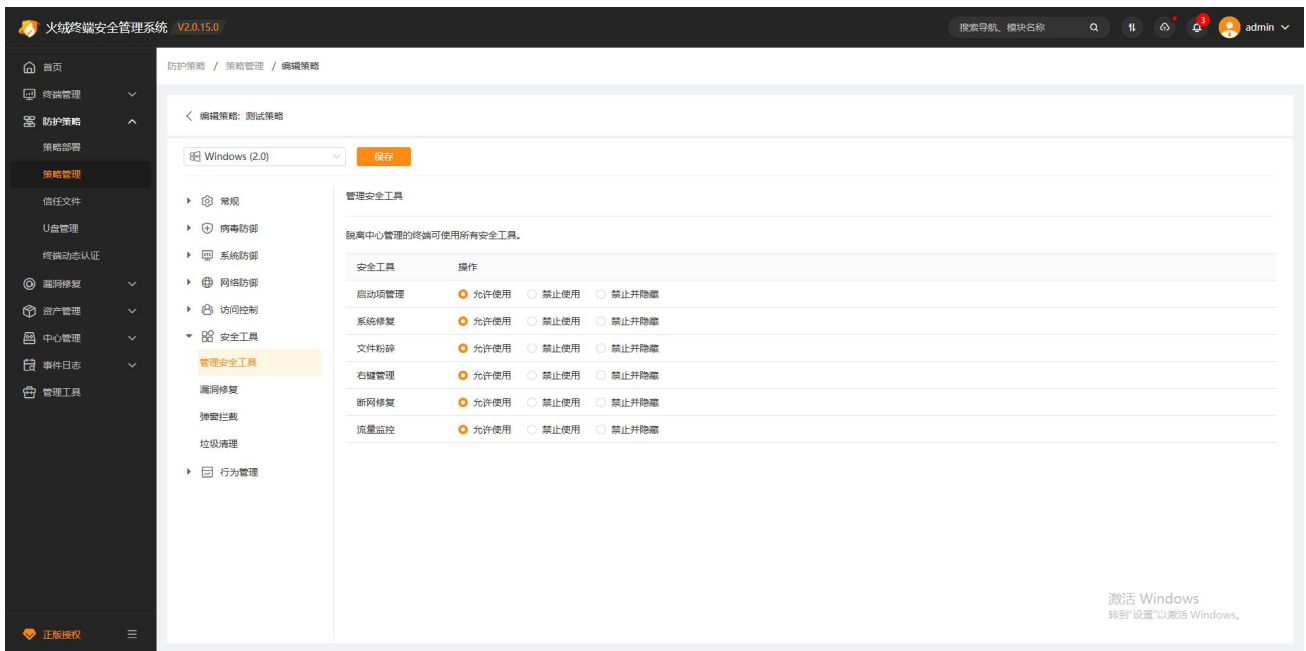 火绒终端安全管理系统 V2.0.15.0
搜索导航、模块名称
3
admin
首页
终端管理
防护策略
策略部署
策略管理
信任文件
U盘管理
终端动态认证
漏洞修复
资产管理
中心管理
事件日志
管理工具
正版授权
防护策略 / 策略管理 / 编辑策略
编辑策略: 测试策略
Windows (2.0) 保存
常规
病毒防御
系统防御
网络防御
访问控制
安全工具
管理安全工具
漏洞修复
弹窗拦截
垃圾清理
行为管理
管理安全工具
脱离中心管理的终端可使用所有安全工具。
安全工具 操作
启动项管理 允许使用 禁止使用 禁止并隐藏
系统修复 允许使用 禁止使用 禁止并隐藏
文件粉碎 允许使用 禁止使用 禁止并隐藏
右键管理 允许使用 禁止使用 禁止并隐藏
断网修复 允许使用 禁止使用 禁止并隐藏
流量监控 允许使用 禁止使用 禁止并隐藏
激活 Windows
转到"设置"以激活 Windows。